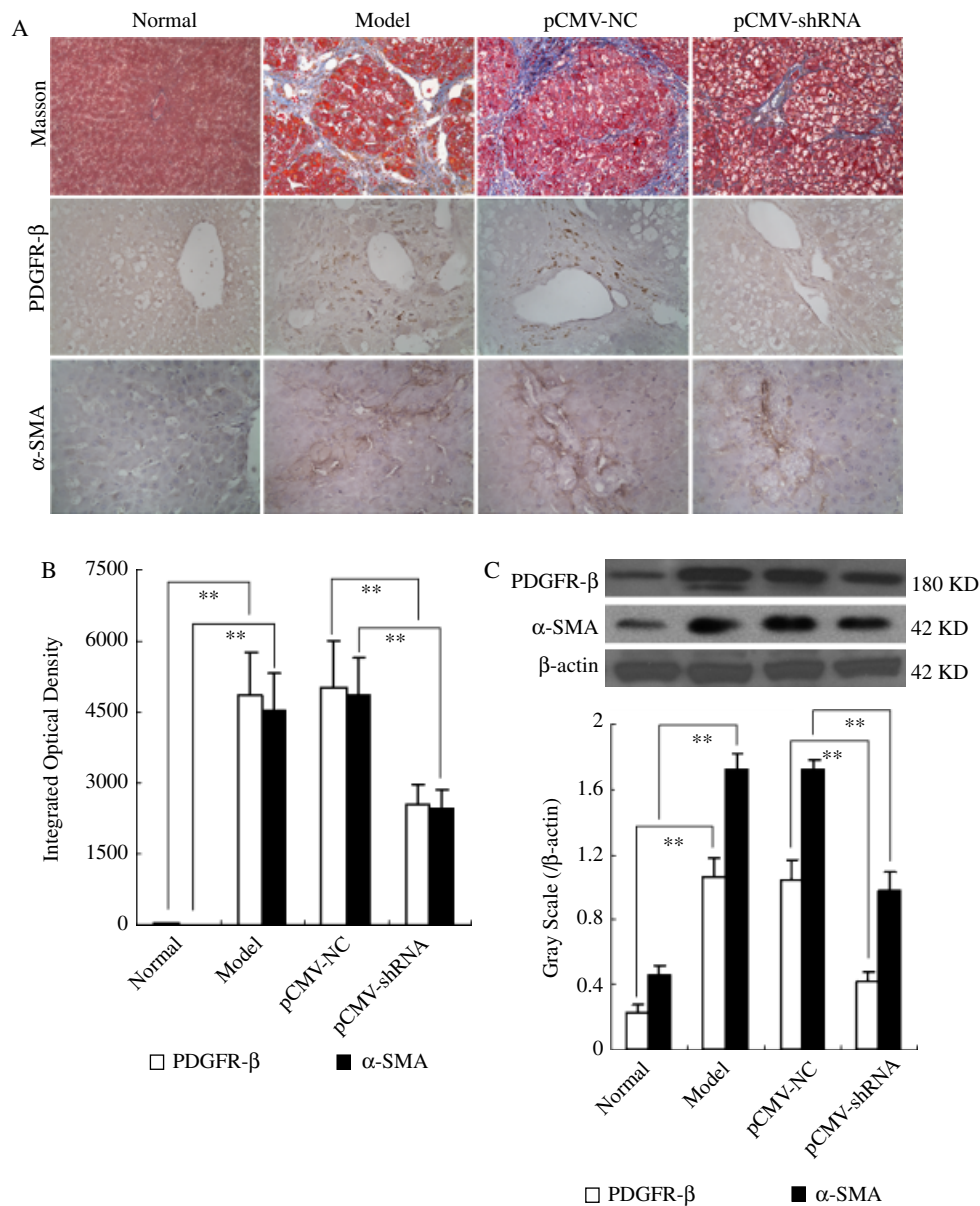 A
Normal Model pCMV-NC pCMV-shRNA
Masson
PDGFR-β
α-SMA
B
Integrated Optical Density
7500
6000
4500
3000
1500
0
** ** ** **
Normal Model pCMV-NC pCMV-shRNA
PDGFR-β α-SMA
C
PDGFR-β 180 KD
α-SMA 42 KD
β-actin 42 KD
Gray Scale (/β-actin)
2
1.6
1.2
0.8
0.4
0
** ** ** **
Normal Model pCMV-NC pCMV-shRNA
PDGFR-β α-SMA